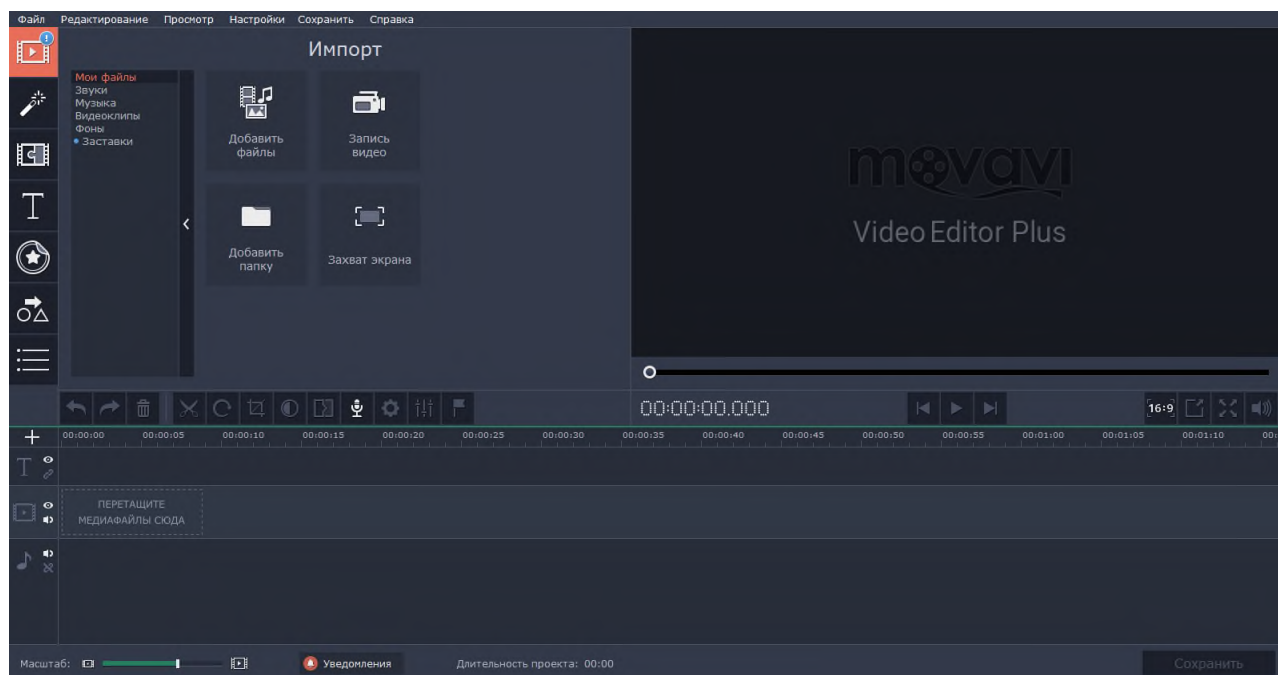 Файл Редактирование Просмотр Настройки Сохранить Справка
Импорт
Мои файлы
Звуки
Музыка
Видеоклипы
Фоны
Заставки
Добавить
файлы
Запись
видео
Добавить
папку
Захват экрана
movavi
Video Editor Plus
00:00:00.000
16:9
00:00:00 00:00:05 00:00:10 00:00:15 00:00:20 00:00:25 00:00:30 00:00:35 00:00:40 00:00:45 00:00:50 00:00:55 00:01:00 00:01:05 00:01:10 00:
ПЕРЕТАЩИТЕ
МЕДИАФАЙЛЫ СЮДА
Масштаб: Уведомления Длительность проекта: 00:00 Сохранить